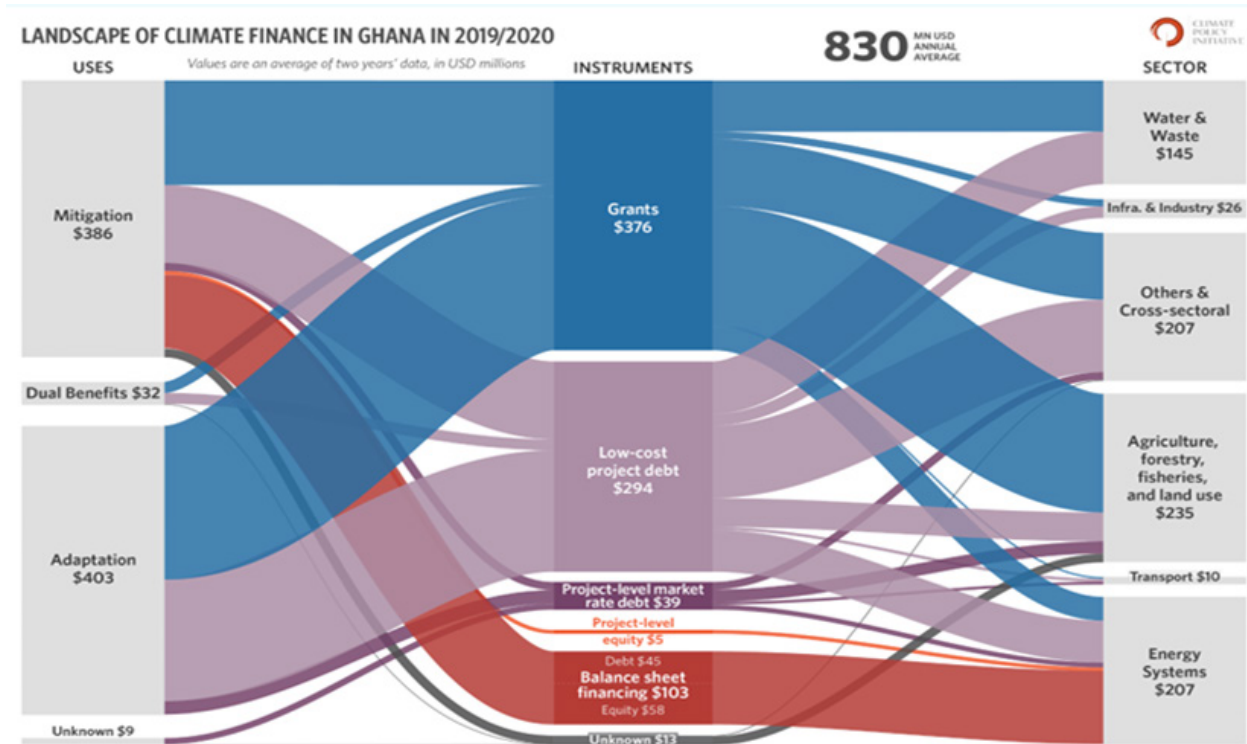 LANDSCAPE OF CLIMATE FINANCE IN GHANA IN 2019/2020
830 MN USD
ANNUAL
AVERAGE
CLIMATE
POLICY
INITIATIVE
USES
Values are an average of two years' data, in USD millions
INSTRUMENTS
SECTOR
Mitigation
$386
Dual Benefits $32
Adaptation
$403
Unknown $9
Grants
$376
Low-cost
project debt
$294
Project-level market
rate debt $39
Project-level
equity $5
Debt $45
Balance sheet
financing $103
Equity $58
Unknown $13
Water &
Waste
$145
Infra. & Industry $26
Others &
Cross-sectoral
$207
Agriculture,
forestry,
fisheries,
and land use
$235
Transport $10
Energy
Systems
$207